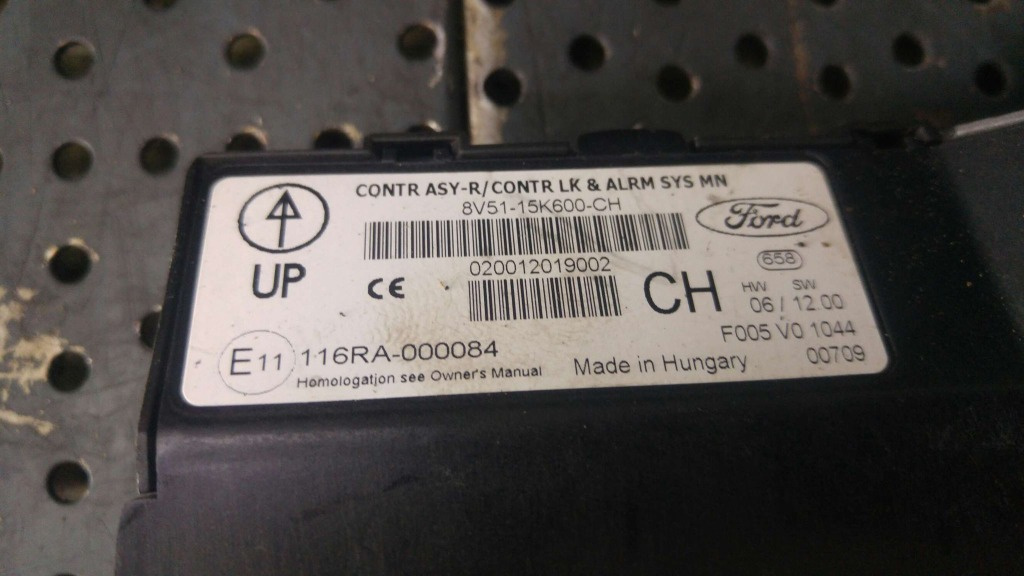 CONTR ASY-R/CONTR LK & ALRM SYS MN
8V51-15K600-CH
Ford
UP
020012019002
658
CE
CH
HW SW
06 / 12.00
F005 V0 1044
E11 116RA-000084
00709
Homologation see Owner's Manual
Made in Hungary